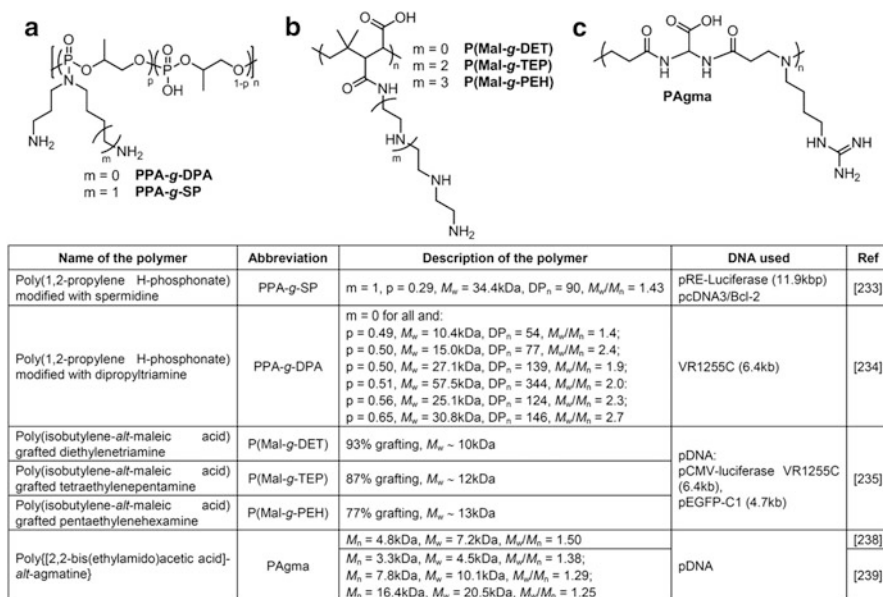 a
b
c
m = 0 P(Mal-g-DET)
m = 2 P(Mal-g-TEP)
m = 3 P(Mal-g-PEH)
PAgma
m = 0 PPA-g-DPA
m = 1 PPA-g-SP
Name of the polymer Abbreviation Description of the polymer DNA used Ref
Poly(1,2-propylene H-phosphonate)
modified with spermidine
PPA-g-SP
m = 1, p = 0.29, Mw = 34.4kDa, DPn = 90, Mw/Mn = 1.43
pRE-Luciferase (11.9kbp)
pcDNA3/Bcl-2
[233]
Poly(1,2-propylene H-phosphonate)
modified with dipropyltriamine
PPA-g-DPA
m = 0 for all and:
p = 0.49, Mw = 10.4kDa, DPn = 54, Mw/Mn = 1.4;
p = 0.50, Mw = 15.0kDa, DPn = 77, Mw/Mn = 2.4;
p = 0.50, Mw = 27.1kDa, DPn = 139, Mw/Mn = 1.9;
p = 0.51, Mw = 57.5kDa, DPn = 344, Mw/Mn = 2.0:
p = 0.56, Mw = 25.1kDa, DPn = 124, Mw/Mn = 2.3;
p = 0.65, Mw = 30.8kDa, DPn = 146, Mw/Mn = 2.7
VR1255C (6.4kb)
[234]
Poly(isobutylene-alt-maleic acid)
grafted diethylenetriamine
P(Mal-g-DET)
93% grafting, Mw ~ 10kDa
Poly(isobutylene-alt-maleic acid)
grafted tetraethylenepentamine
P(Mal-g-TEP)
87% grafting, Mw ~ 12kDa
Poly(isobutylene-alt-maleic acid)
grafted pentaethylenehexamine
P(Mal-g-PEH)
77% grafting, Mw ~ 13kDa
pDNA:
pCMV-luciferase VR1255C
(6.4kb),
pEGFP-C1 (4.7kb)
[235]
Poly{[2,2-bis(ethylamido)acetic acid]-
alt-agmatine}
PAgma
Mn = 4.8kDa, Mw = 7.2kDa, Mw/Mn = 1.50
Mn = 3.3kDa, Mw = 4.5kDa, Mw/Mn = 1.38;
Mn = 7.8kDa, Mw = 10.1kDa, Mw/Mn = 1.29;
Mn = 16.4kDa, Mw = 20.5kDa, Mw/Mn = 1.25
pDNA
[238]
[239]